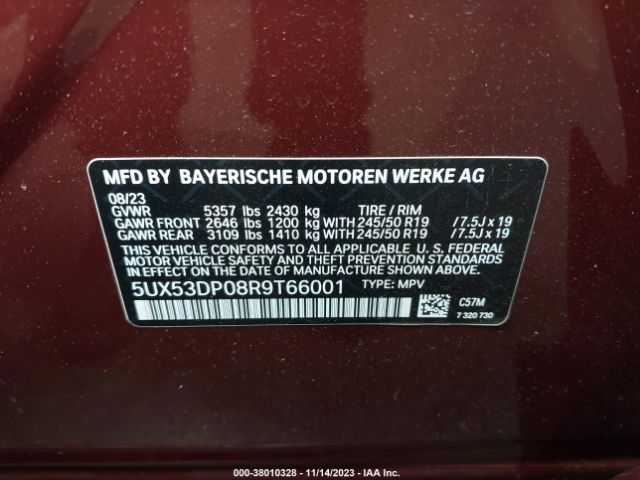 MFD BY BAYERISCHE MOTOREN WERKE AG
08/23
GVWR 5357 lbs 2430 kg TIRE / RIM
GAWR FRONT 2646 lbs 1200 kg WITH 245/50 R19 /7.5J x 19
GAWR REAR 3109 lbs 1410 kg WITH 245/50 R19 /7.5J x 19
THIS VEHICLE CONFORMS TO ALL APPLICABLE U. S. FEDERAL
MOTOR VEHICLE SAFETY AND THEFT PREVENTION STANDARDS
IN EFFECT ON THE DATE OF MANUFACTURE SHOWN ABOVE.
5UX53DP08R9T66001 TYPE: MPV
C57M
7 320 730
000-38010328 - 11/14/2023 - IAAI.com